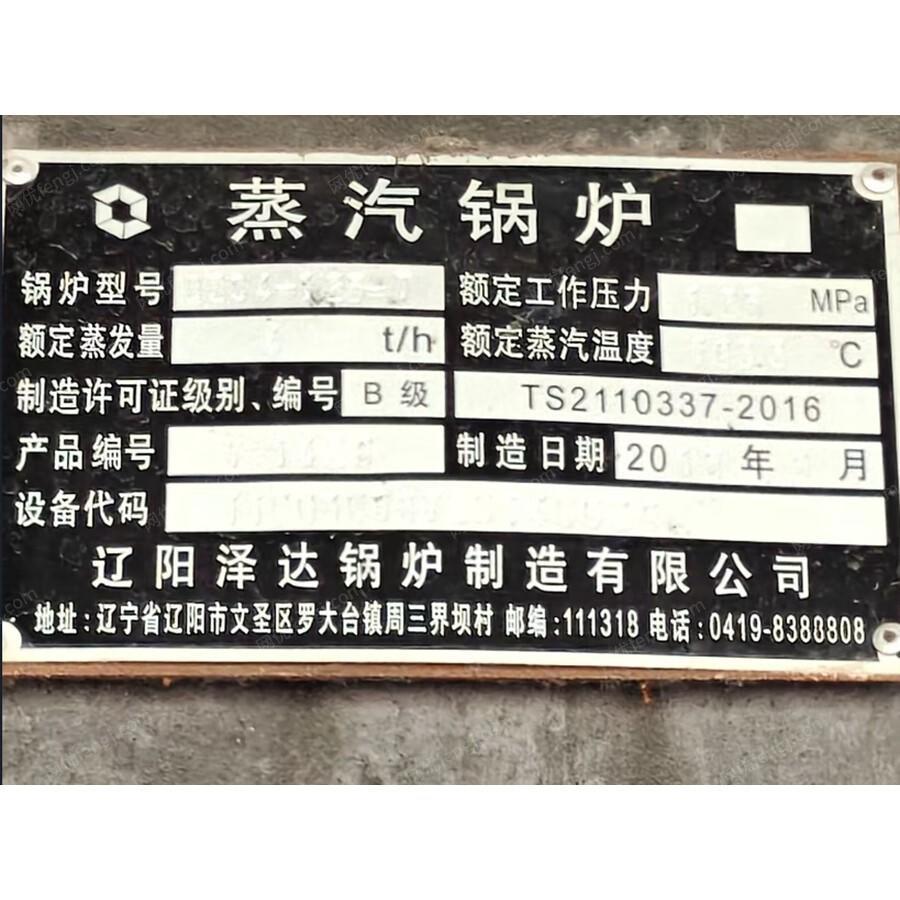 蒸汽锅炉
锅炉型号 额定工作压力 MPa
额定蒸发量 t/h 额定蒸汽温度 ℃
制造许可证级别、编号 B级 TS2110337-2016
产品编号 制造日期 20 年 月
设备代码
辽阳泽达锅炉制造有限公司
地址:辽宁省辽阳市文圣区罗大台镇周三界坝村 邮编:111318 电话:0419-8380808